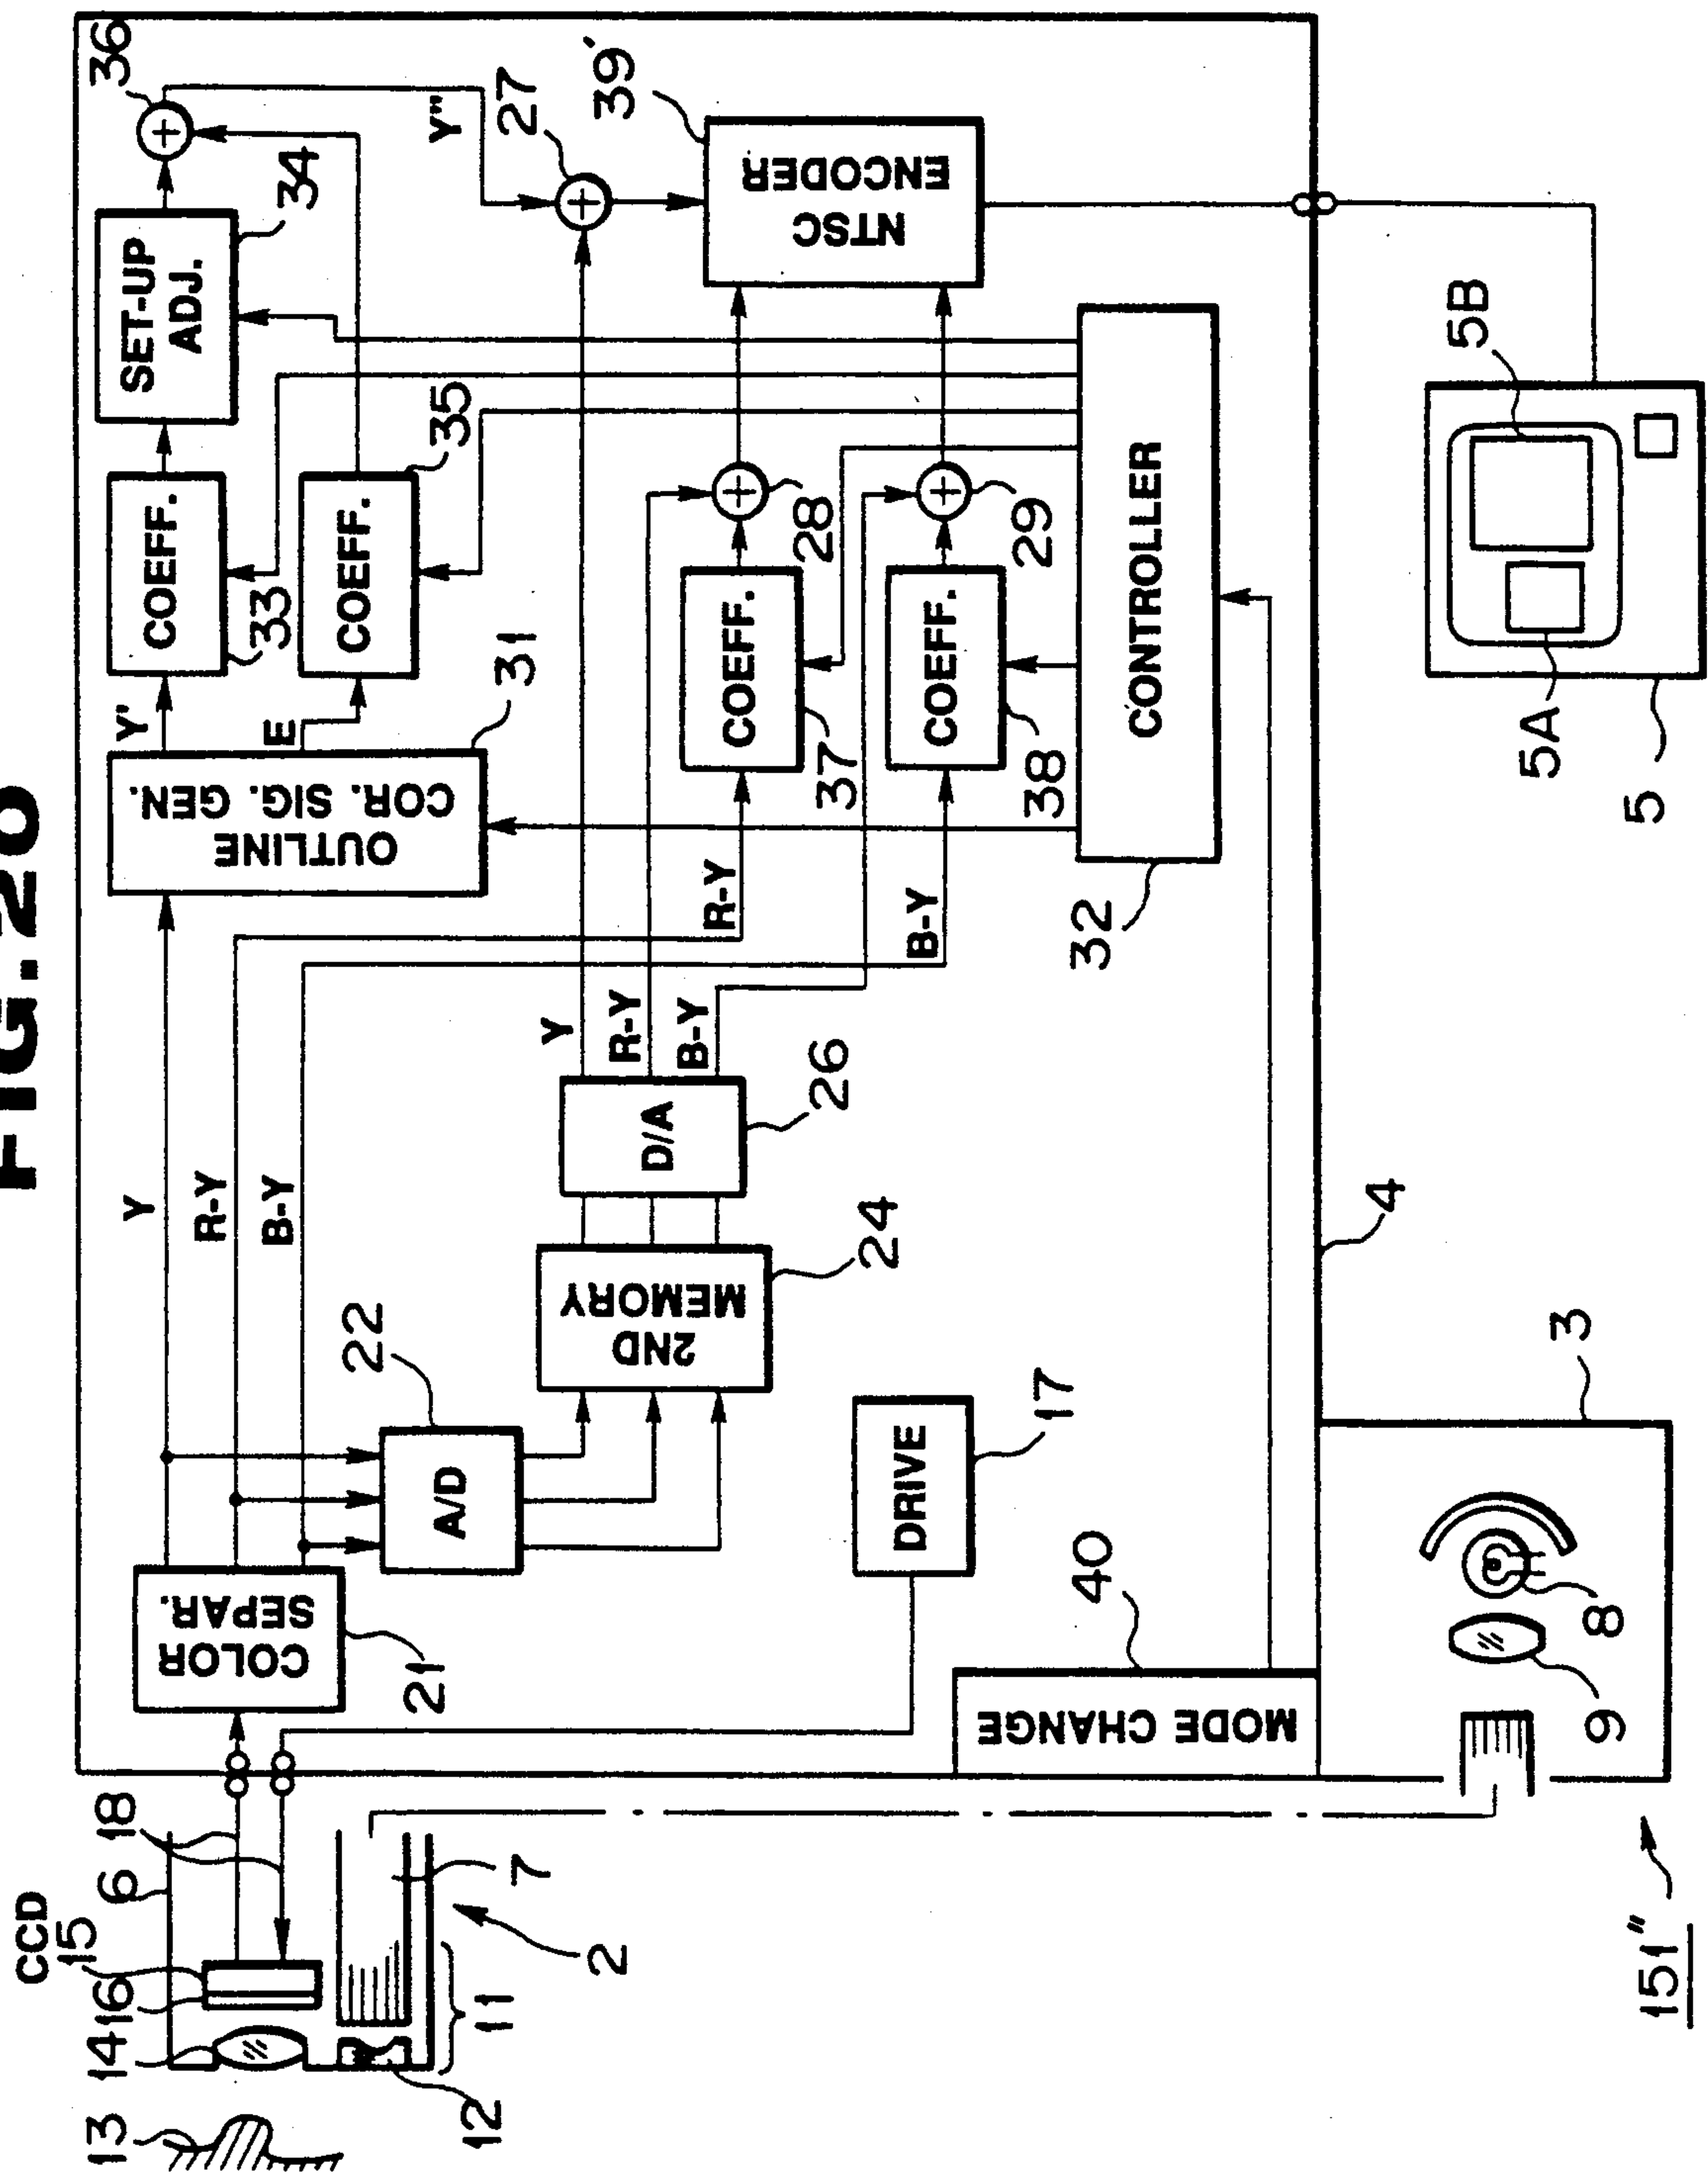 FIG.20
CCD
15
16
14
13
6
18
7
2
11
12
COLOR
SEPAR.
21
Y
R-Y
B-Y
A/D
22
2ND
MEMORY
24
D/A
26
Y
R-Y
B-Y
OUTLINE
COR. SIG. GEN.
31
Y'
E
COEFF.
33
COEFF.
35
SET-UP
ADJ.
34
36
Y"
27
NTSC
ENCODER
39'
R-Y
COEFF.
37
28
B-Y
COEFF.
38
29
CONTROLLER
32
DRIVE
17
MODE CHANGE
40
4
3
8
9
5A
5B
5
151"